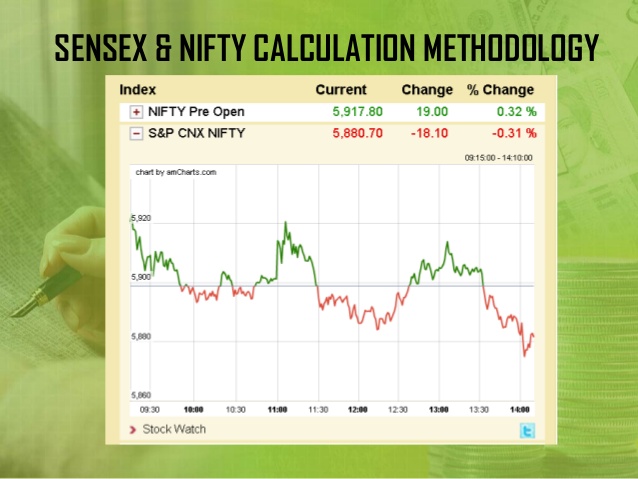 SENSEX & NIFTY CALCULATION METHODOLOGY
Index Current Change % Change
NIFTY Pre Open 5,917.80 19.00 0.32 %
S&P CNX NIFTY 5,880.70 -18.10 -0.31 %
09:15:00 - 14:10:00
chart by amCharts.com
5,920
5,900
5,880
5,860
09:30 10:00 10:30 11:00 11:30 12:00 12:30 13:00 13:30 14:00
Stock Watch